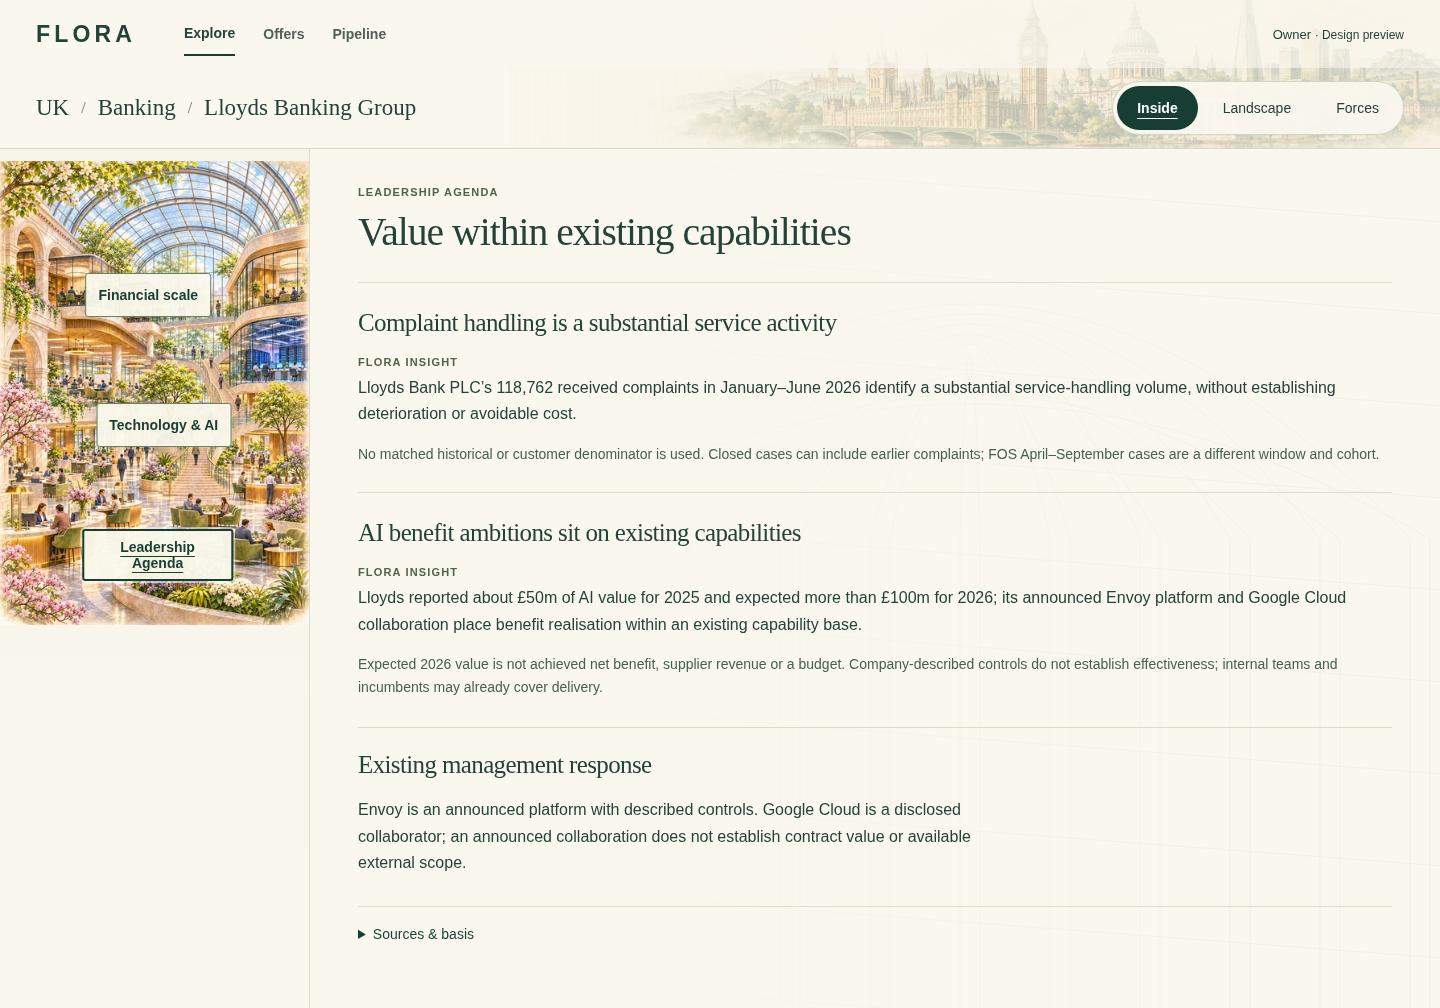 FLORA
Explore
Offers
Pipeline
Owner · Design preview
UK / Banking / Lloyds Banking Group
Inside
Landscape
Forces
Financial scale
Technology & AI
Leadership
Agenda
LEADERSHIP AGENDA
Value within existing capabilities
Complaint handling is a substantial service activity
FLORA INSIGHT
Lloyds Bank PLC’s 118,762 received complaints in January–June 2026 identify a substantial service-handling volume, without establishing
deterioration or avoidable cost.
No matched historical or customer denominator is used. Closed cases can include earlier complaints; FOS April–September cases are a different window and cohort.
AI benefit ambitions sit on existing capabilities
FLORA INSIGHT
Lloyds reported about £50m of AI value for 2025 and expected more than £100m for 2026; its announced Envoy platform and Google Cloud
collaboration place benefit realisation within an existing capability base.
Expected 2026 value is not achieved net benefit, supplier revenue or a budget. Company-described controls do not establish effectiveness; internal teams and
incumbents may already cover delivery.
Existing management response
Envoy is an announced platform with described controls. Google Cloud is a disclosed
collaborator; an announced collaboration does not establish contract value or available
external scope.
Sources & basis